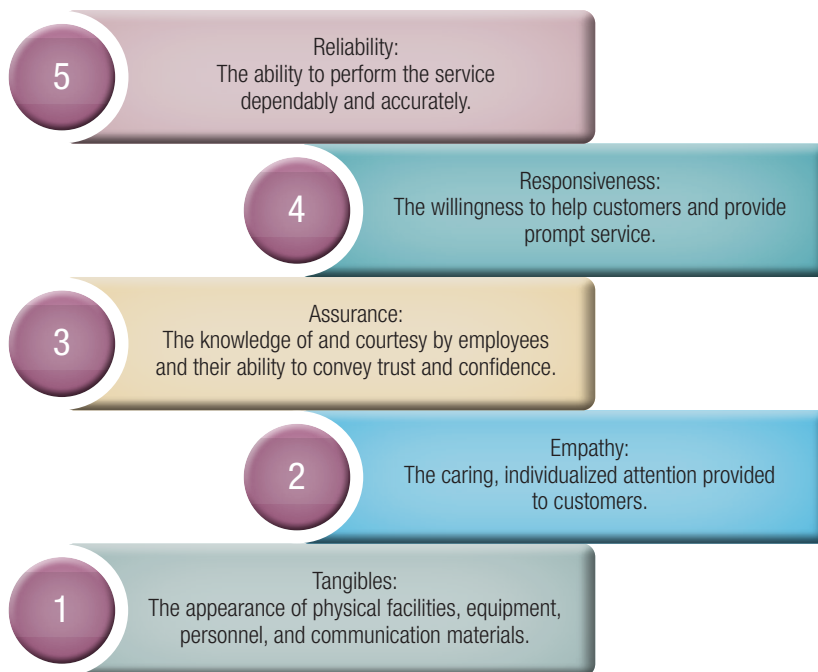 5
Reliability:
The ability to perform the service
dependably and accurately.
4
Responsiveness:
The willingness to help customers and provide
prompt service.
3
Assurance:
The knowledge of and courtesy by employees
and their ability to convey trust and confidence.
2
Empathy:
The caring, individualized attention provided
to customers.
1
Tangibles:
The appearance of physical facilities, equipment,
personnel, and communication materials.